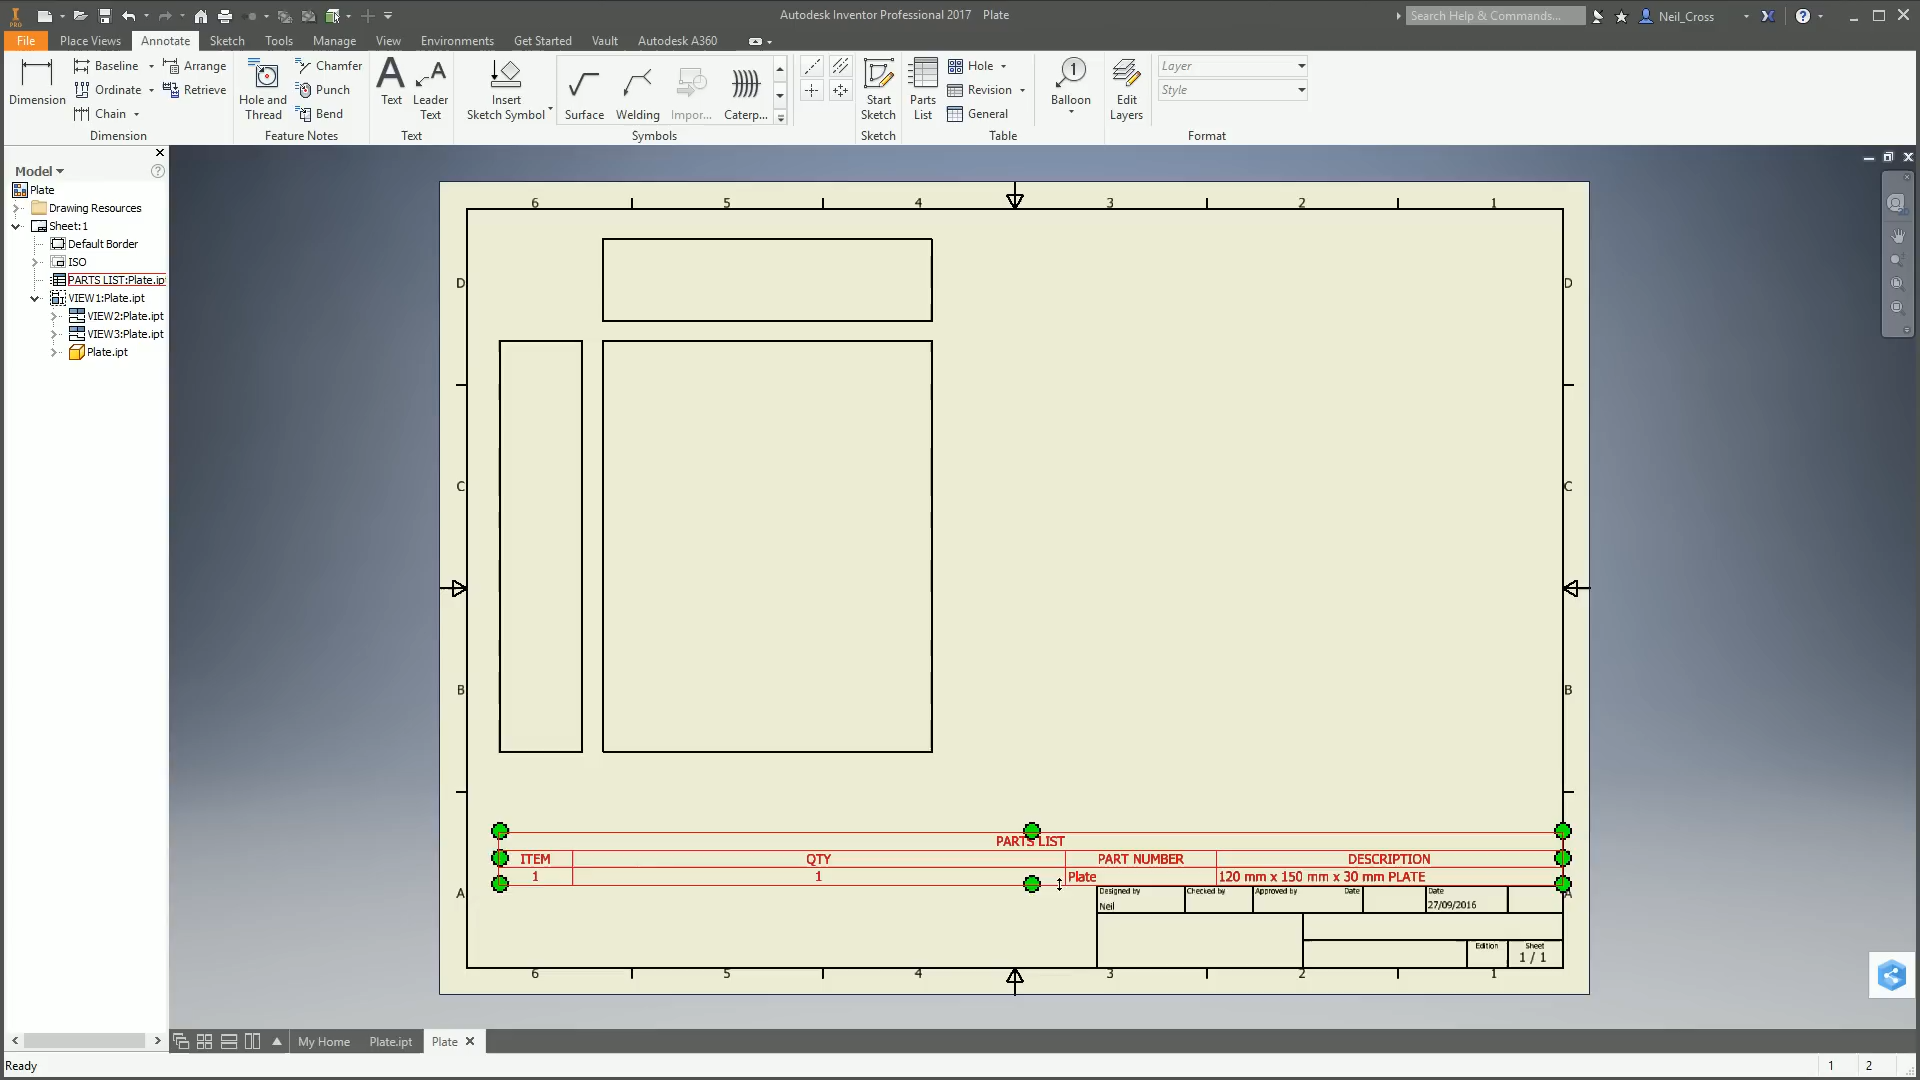 Autodesk Inventor Professional 2017 Plate
Search Help & Commands...
Neil_Cross
File Place Views Annotate Sketch Tools Manage View Environments Get Started Vault Autodesk A360
Dimension
Baseline
Ordinate
Chain
Arrange
Retrieve
Dimension
Hole and Thread
Chamfer
Punch
Bend
Feature Notes
Text
Leader Text
Text
Insert Sketch Symbol
Surface
Welding
Impor...
Caterp...
Symbols
Start Sketch
Sketch
Parts List
Hole
Revision
General
Table
Balloon
Edit Layers
Layer
Style
Format
Model
Plate
Drawing Resources
Sheet:1
Default Border
ISO
PARTS LIST:Plate.ip
VIEW1:Plate.ipt
VIEW2:Plate.ipt
VIEW3:Plate.ipt
Plate.ipt
6 5 4 3 2 1
D D
C C
B B
A A
PARTS LIST
ITEM QTY PART NUMBER DESCRIPTION
1 1 Plate 120 mm x 150 mm x 30 mm PLATE
Designed by Checked by Approved by Date Date
Neil 27/09/2016
Edition Sheet
1 / 1
6 5 4 3 2 1
My Home Plate.ipt Plate
Ready
1 2